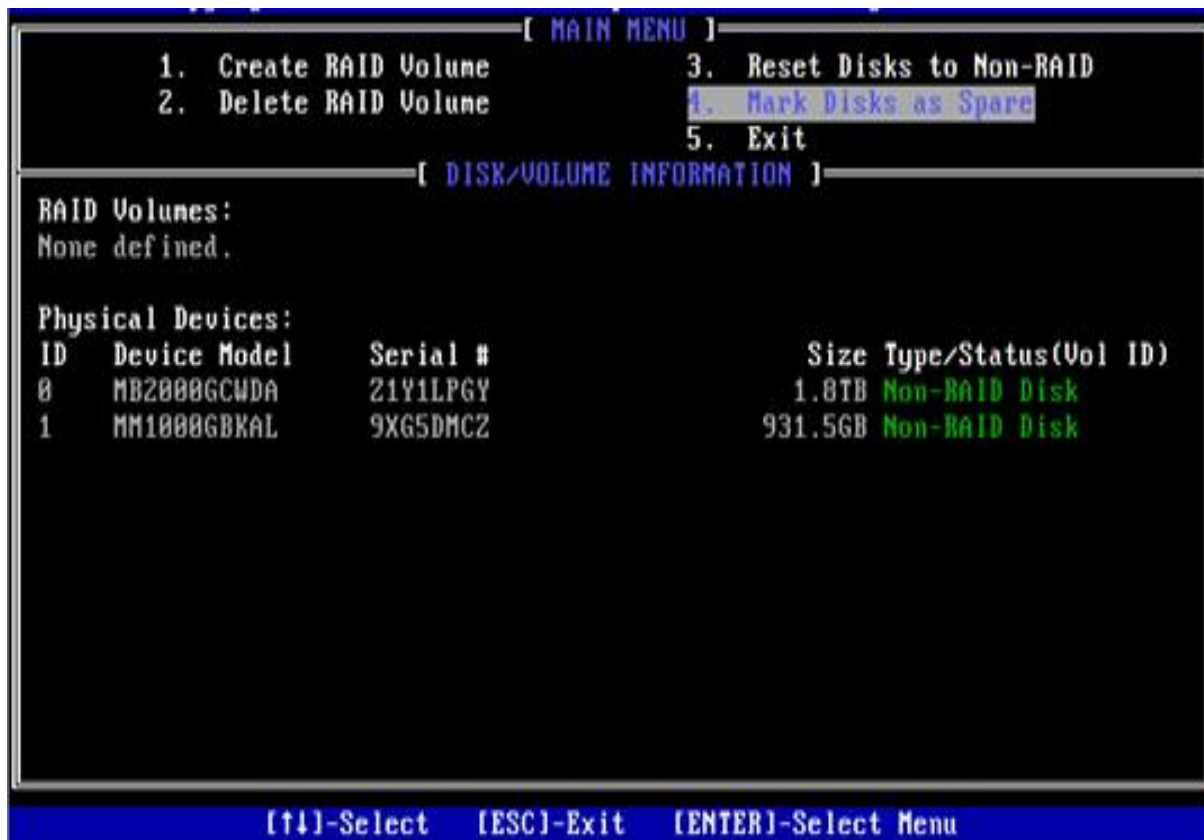 [ MAIN MENU ]
1. Create RAID Volume 3. Reset Disks to Non-RAID
2. Delete RAID Volume 4. Mark Disks as Spare
5. Exit
[ DISK/VOLUME INFORMATION ]
RAID Volumes:
None defined.
Physical Devices:
ID Device Model Serial # Size Type/Status(Vol ID)
0 MB2000GCWDA Z1Y1LPGY 1.8TB Non-RAID Disk
1 MM1000GBKAL 9XG5DMCZ 931.5GB Non-RAID Disk
[↑↓]-Select [ESC]-Exit [ENTER]-Select Menu